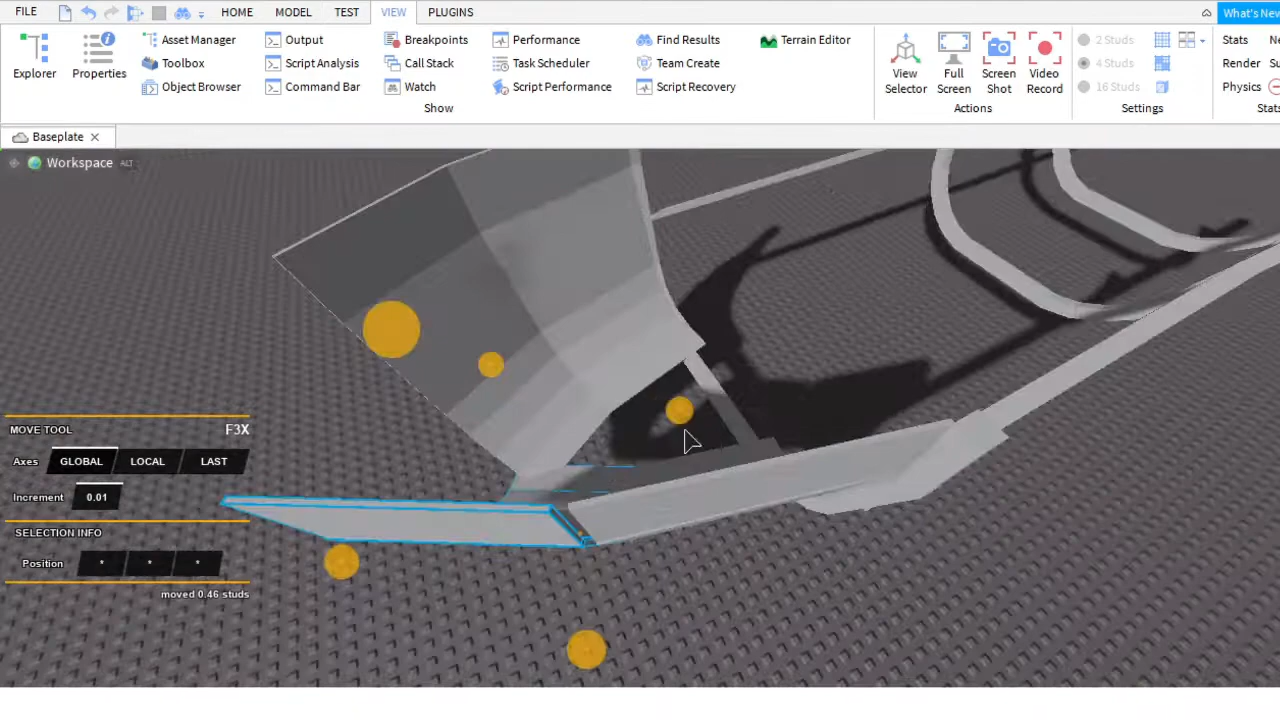 FILE HOME MODEL TEST VIEW PLUGINS What's New
Asset Manager Output Breakpoints Performance Find Results Terrain Editor 2 Studs Stats Ne
Toolbox Script Analysis Call Stack Task Scheduler Team Create 4 Studs Render Su
Explorer Properties Object Browser Command Bar Watch Script Performance Script Recovery View Selector Full Screen Screen Shot Video Record 16 Studs Physics
Show Actions Settings Stats
Baseplate
Workspace ALT
MOVE TOOL F3X
Axes GLOBAL LOCAL LAST
Increment 0.01
SELECTION INFO
Position * * *
moved 0.46 studs